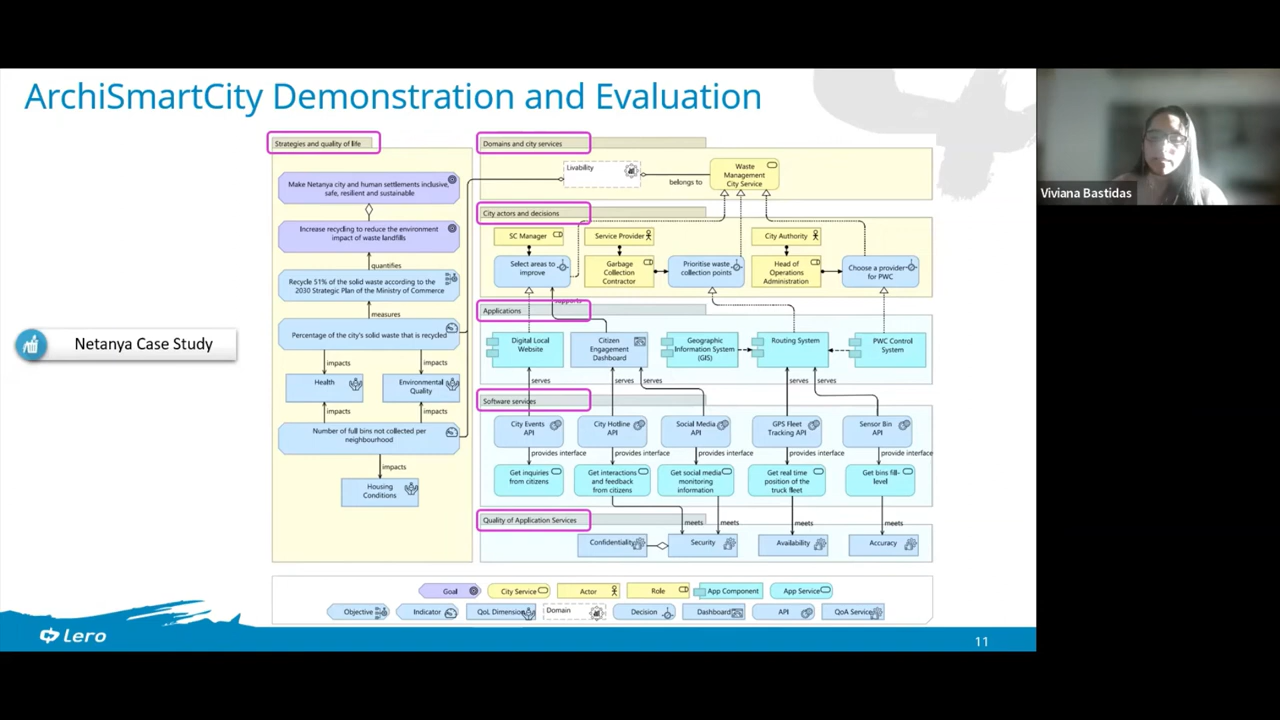 ArchiSmartCity Demonstration and Evaluation
Viviana Bastidas
Netanya Case Study
Strategies and quality of life
Make Netanya city and human settlements inclusive,
safe, resilient and sustainable
Increase recycling to reduce the environment
impact of waste landfills
quantifies
Recycle 51% of the solid waste according to the
2030 Strategic Plan of the Ministry of Commerce
measures
Percentage of the city's solid waste that is recycled
impacts
impacts
Health
Environmental
Quality
impacts
impacts
Number of full bins not collected per
neighbourhood
impacts
Housing
Conditions
Domains and city services
Livability
belongs to
Waste
Management
City Service
City actors and decisions
SC Manager
Service Provider
City Authority
Select areas to
improve
Garbage
Collection
Contractor
Prioritise waste
collection points
Head of
Operations
Administration
Choose a provider
for PWC
supports
Applications
Digital Local
Website
Citizen
Engagement
Dashboard
Geographic
Information System
(GIS)
Routing System
PWC Control
System
serves
serves
serves
serves
serves
Software services
City Events
API
City Hotline
API
Social Media
API
GPS Fleet
Tracking API
Sensor Bin
API
provides interface
provides interface
provides interface
provides interface
provide interface
Get inquiries
from citizens
Get interactions
and feedback
from citizens
Get social media
monitoring
information
Get real time
position of the
truck fleet
Get bins fill-
level
Quality of Application Services
meets
meets
meets
meets
Confidentiality
Security
Availability
Accuracy
Goal
City Service
Actor
Role
App Component
App Service
Objective
Indicator
QoL Dimension
Domain
Decision
Dashboard
API
QoA Service
Lero
11